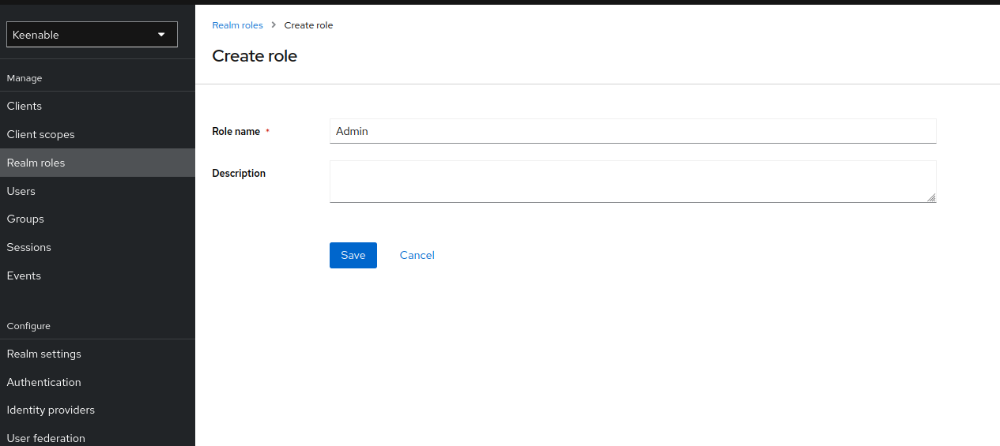 Keenable
Manage
Clients
Client scopes
Realm roles
Users
Groups
Sessions
Events
Configure
Realm settings
Authentication
Identity providers
User federation
Realm roles > Create role
Create role
Role name *
Admin
Description
Save
Cancel